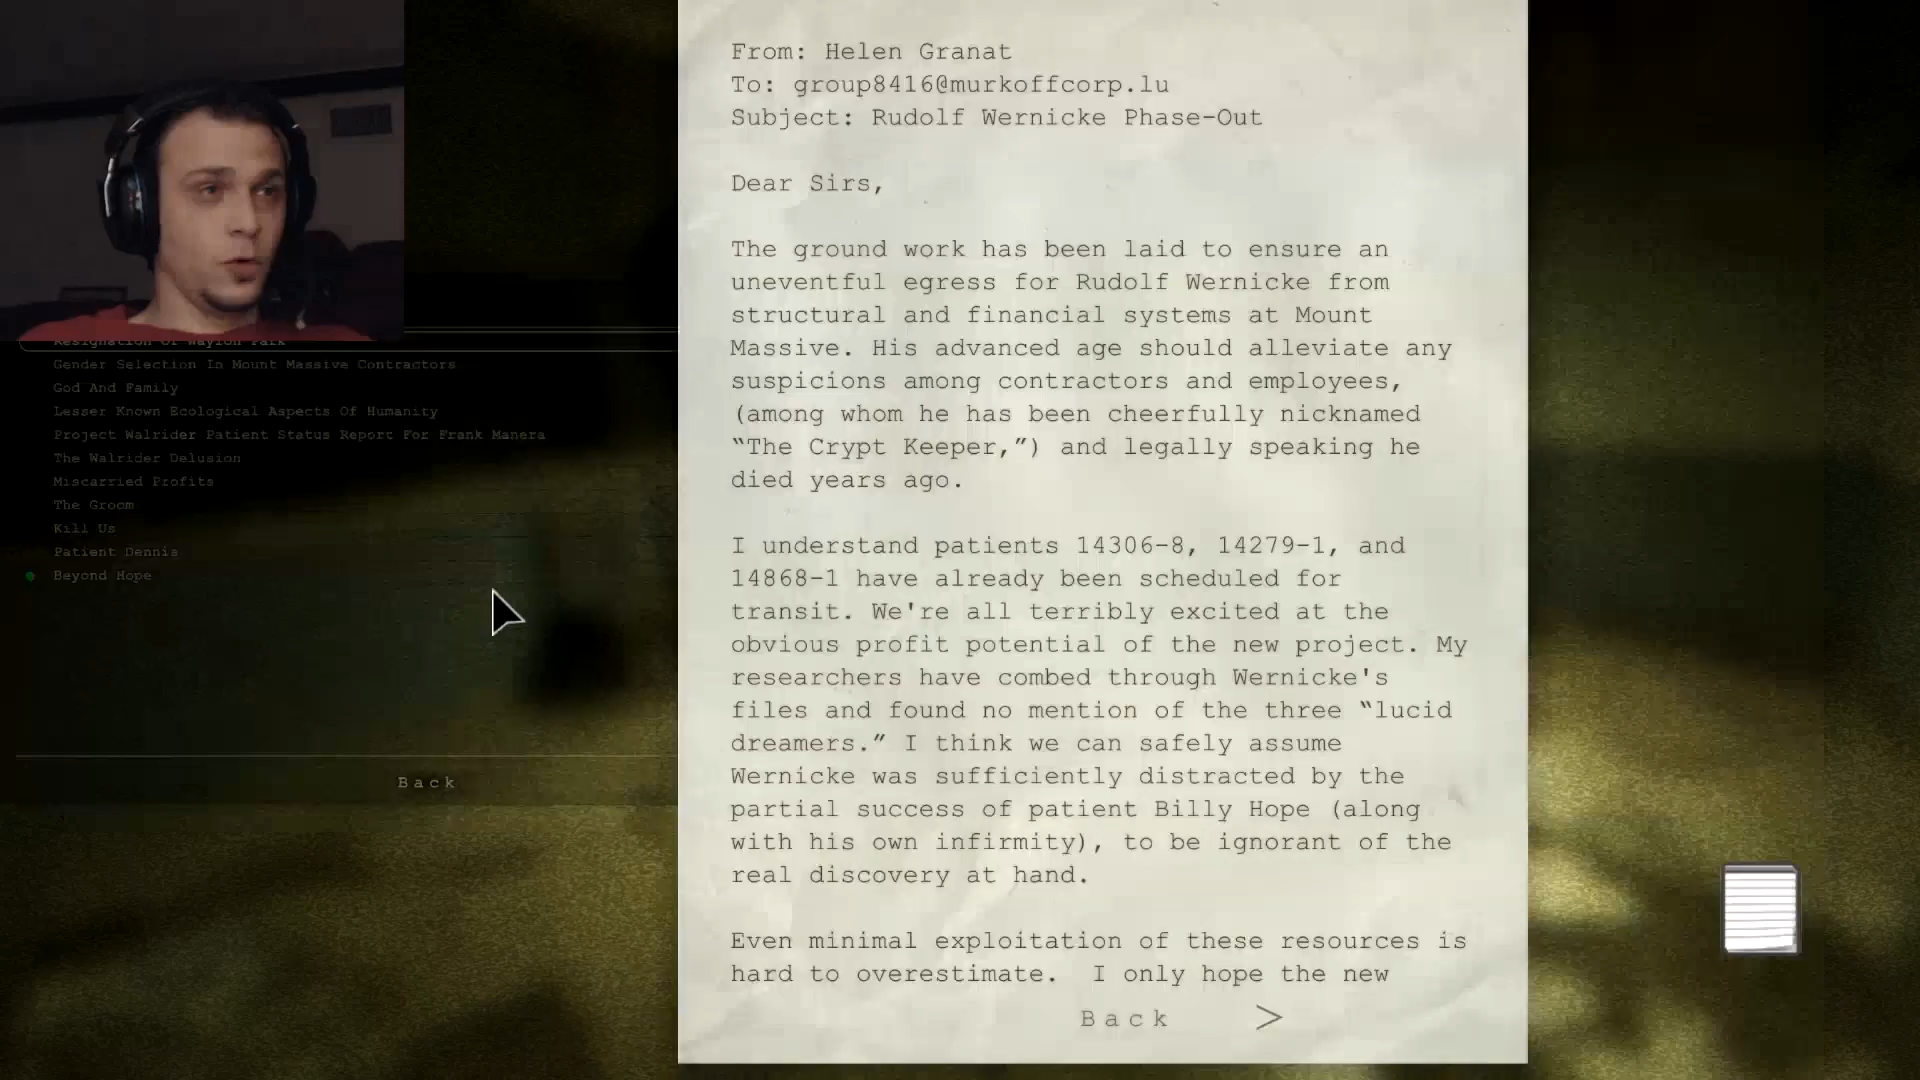 Resignation Of Waylon Park
Gender Selection In Mount Massive Contractors
God And Family
Lesser Known Ecological Aspects Of Humanity
Project Walrider Patient Status Report For Frank Manera
The Walrider Delusion
Miscarried Profits
The Groom
Kill Us
Patient Dennis
Beyond Hope
Back
From: Helen Granat
To: group8416@murkoffcorp.lu
Subject: Rudolf Wernicke Phase-Out
Dear Sirs,
The ground work has been laid to ensure an
uneventful egress for Rudolf Wernicke from
structural and financial systems at Mount
Massive. His advanced age should alleviate any
suspicions among contractors and employees,
(among whom he has been cheerfully nicknamed
“The Crypt Keeper,”) and legally speaking he
died years ago.
I understand patients 14306-8, 14279-1, and
14868-1 have already been scheduled for
transit. We're all terribly excited at the
obvious profit potential of the new project. My
researchers have combed through Wernicke's
files and found no mention of the three “lucid
dreamers.” I think we can safely assume
Wernicke was sufficiently distracted by the
partial success of patient Billy Hope (along
with his own infirmity), to be ignorant of the
real discovery at hand.
Even minimal exploitation of these resources is
hard to overestimate.  I only hope the new
Back >